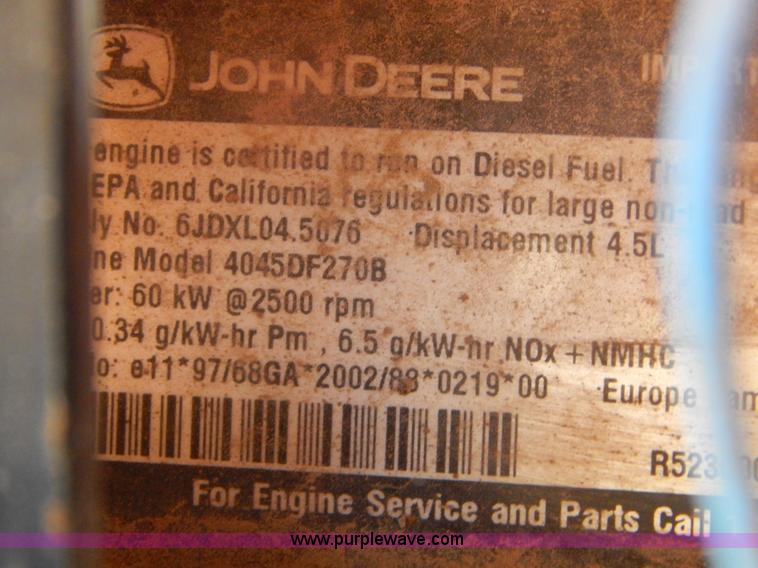 JOHN DEERE
engine is certified to run on Diesel Fuel.
EPA and California regulations for large
ly No. 6JDXL04.5076 Displacement 4.5L
ne Model 4045DF270B
er: 60 kW @2500 rpm
0.34 g/kW-hr Pm , 6.5 g/kW-hr NOx + NMHC
o: e11*97/68GA*2002/88*0219*00 Europe
R523
For Engine Service and Parts Call
www.purplewave.com